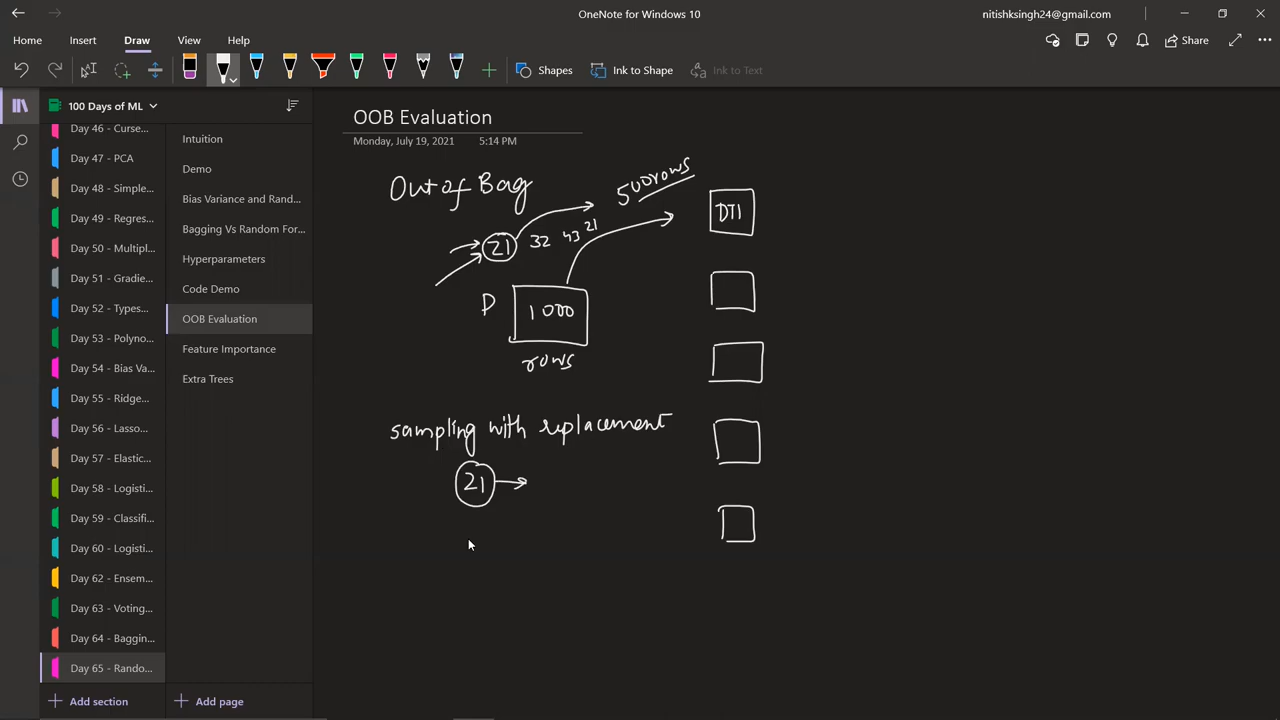 OneNote for Windows 10
nitishksingh24@gmail.com
Home
Insert
Draw
View
Help
Share
Shapes
Ink to Shape
Ink to Text
100 Days of ML
Day 46 - Curse...
Day 47 - PCA
Day 48 - Simple...
Day 49 - Regres...
Day 50 - Multipl...
Day 51 - Gradie...
Day 52 - Types...
Day 53 - Polyno...
Day 54 - Bias Va...
Day 55 - Ridge...
Day 56 - Lasso...
Day 57 - Elastic...
Day 58 - Logisti...
Day 59 - Classifi...
Day 60 - Logisti...
Day 62 - Ensem...
Day 63 - Voting...
Day 64 - Baggin...
Day 65 - Rando...
Add section
Intuition
Demo
Bias Variance and Rand...
Bagging Vs Random For...
Hyperparameters
Code Demo
OOB Evaluation
Feature Importance
Extra Trees
Add page
OOB Evaluation
Monday, July 19, 2021 5:14 PM
Out of Bag
500 rows
21 32 43 21
DT1
D 1000
rows
sampling with replacement
21